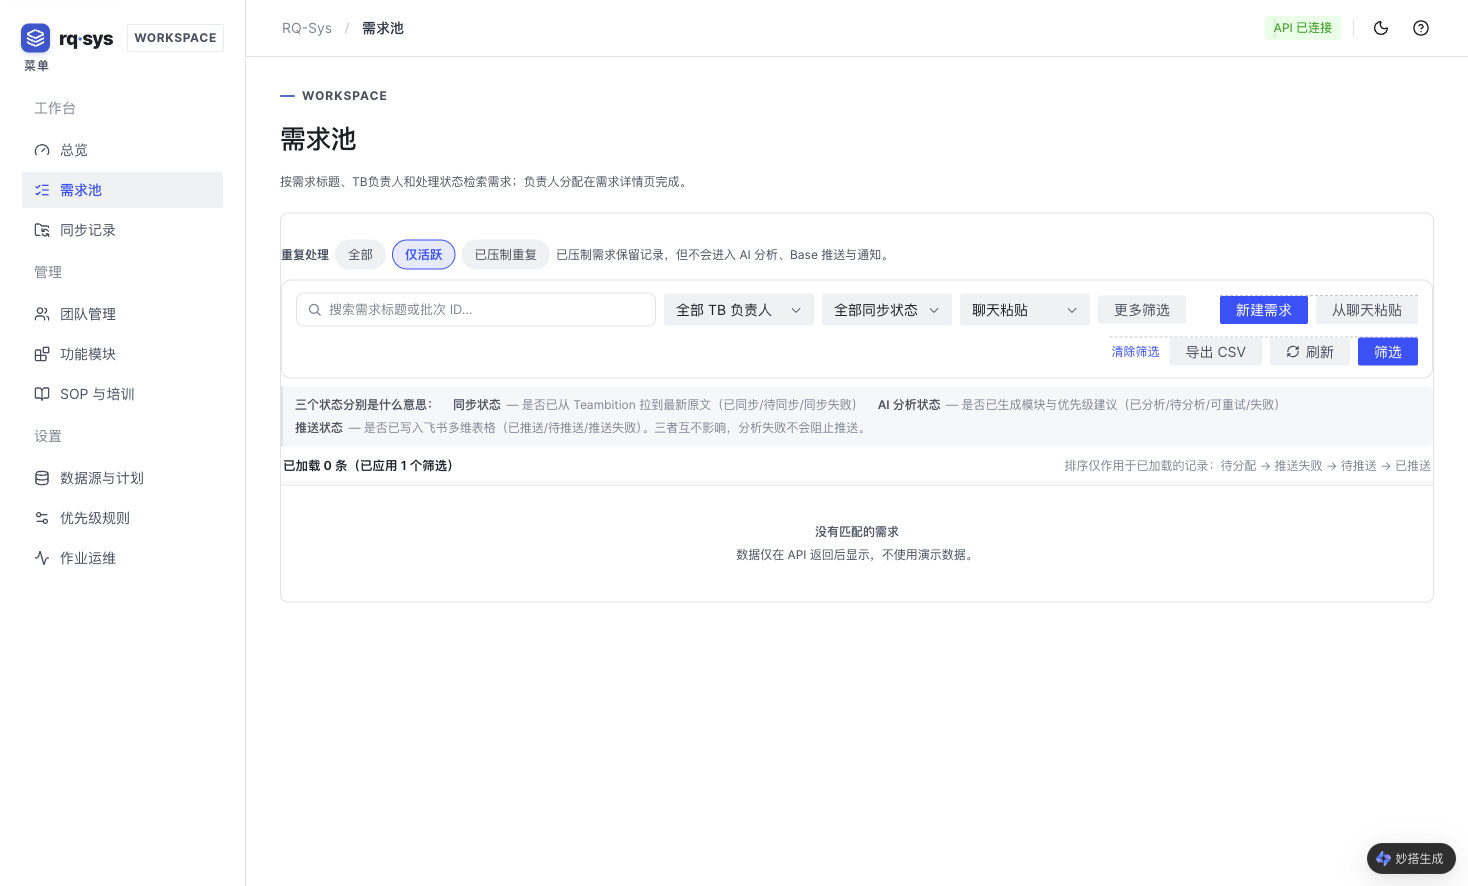 rq·sys WORKSPACE
菜单
工作台
总览
需求池
同步记录
管理
团队管理
功能模块
SOP 与培训
设置
数据源与计划
优先级规则
作业运维
RQ-Sys / 需求池
API 已连接
WORKSPACE
需求池
按需求标题、TB负责人和处理状态检索需求；负责人分配在需求详情页完成。
重复处理 全部 仅活跃 已压制重复 已压制需求保留记录，但不会进入 AI 分析、Base 推送与通知。
搜索需求标题或批次 ID... 全部 TB 负责人 全部同步状态 聊天粘贴 更多筛选 新建需求 从聊天粘贴
清除筛选 导出 CSV 刷新 筛选
三个状态分别是什么意思： 同步状态 — 是否已从 Teambition 拉到最新原文（已同步/待同步/同步失败） AI 分析状态 — 是否已生成模块与优先级建议（已分析/待分析/可重试/失败）
推送状态 — 是否已写入飞书多维表格（已推送/待推送/推送失败）。三者互不影响，分析失败不会阻止推送。
已加载 0 条（已应用 1 个筛选） 排序仅作用于已加载的记录：待分配 → 推送失败 → 待推送 → 已推送
没有匹配的需求
数据仅在 API 返回后显示，不使用演示数据。
妙搭生成